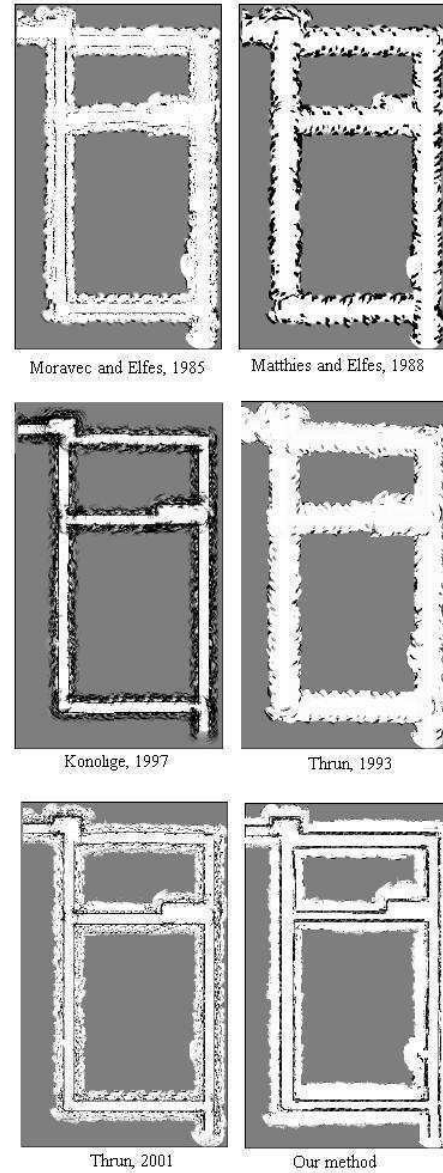 Moravec and Elfes, 1985
Matthies and Elfes, 1988
Konolige, 1997
Thrun, 1993
Thrun, 2001
Our method